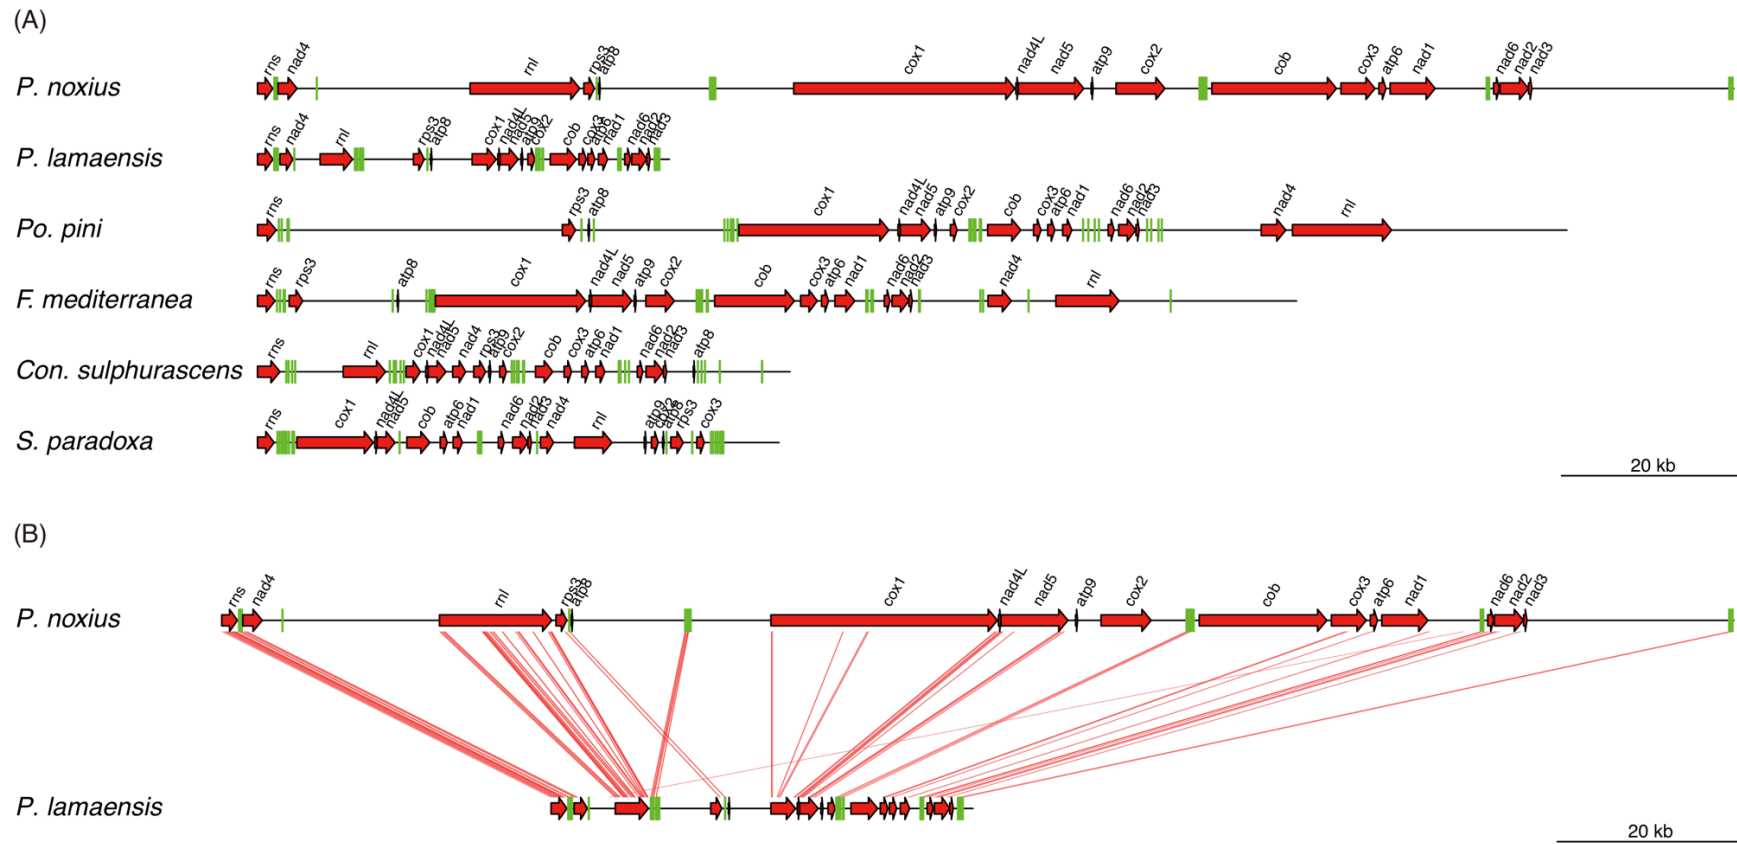 (A)
P. noxius rns nad4 rnl rps3 atp8 cox1 nad4L nad5 atp9 cox2 cob cox3 atp6 nad1 nad6 nad2 nad3
P. lamaensis rns nad4 rnl rps3 atp8 cox1 nad4L nad5 atp9 cox2 cob cox3 atp6 nad1 nad6 nad2 nad3
Po. pini rns rps3 atp8 cox1 nad4L nad5 atp9 cox2 cob cox3 atp6 nad1 nad6 nad2 nad3 nad4 rnl
F. mediterranea rns rps3 atp8 cox1 nad4L nad5 atp9 cox2 cob cox3 atp6 nad1 nad6 nad2 nad3 nad4 rnl
Con. sulphurascens rns rnl cox1 nad4L nad5 nad4 rps3 atp9 cox2 cob cox3 atp6 nad1 nad6 nad2 nad3 atp8
S. paradoxa rns cox1 nad4L nad5 cob atp6 nad1 nad6 nad2 nad3 nad4 rnl atp9 cox2 atp8 rps3 cox3
20 kb
(B)
P. noxius rns nad4 rnl rps3 atp8 cox1 nad4L nad5 atp9 cox2 cob cox3 atp6 nad1 nad6 nad2 nad3
P. lamaensis
20 kb